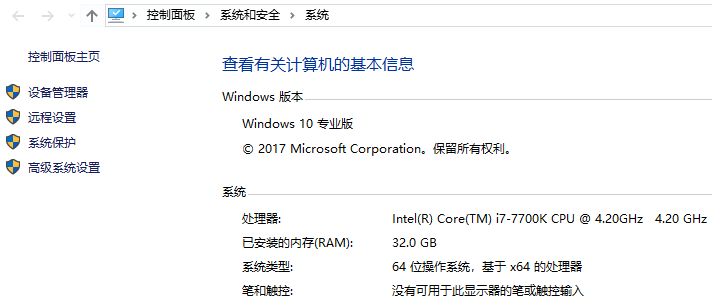 控制面板 系统和安全 系统
控制面板主页
设备管理器
远程设置
系统保护
高级系统设置
查看有关计算机的基本信息
Windows 版本
Windows 10 专业版
© 2017 Microsoft Corporation。保留所有权利。
系统
处理器: Intel(R) Core(TM) i7-7700K CPU @ 4.20GHz 4.20 GHz
已安装的内存(RAM): 32.0 GB
系统类型: 64 位操作系统，基于 x64 的处理器
笔和触控: 没有可用于此显示器的笔或触控输入